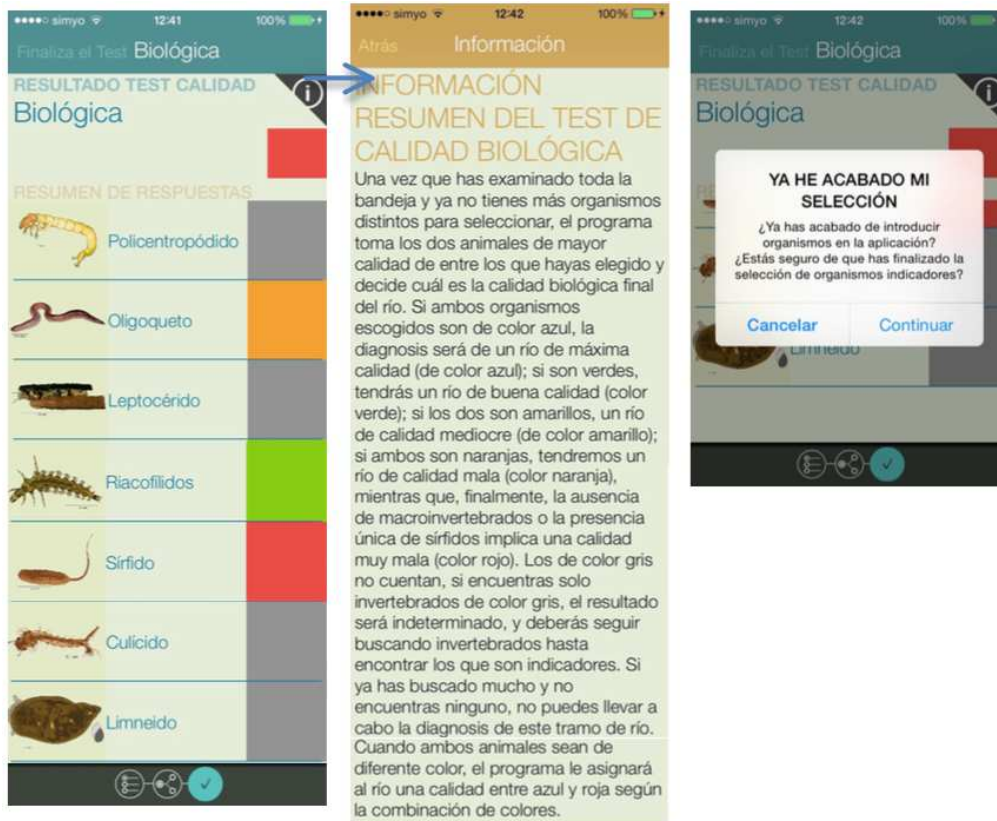 simyo 12:41 100%
Finaliza el Test Biológica
RESULTADO TEST CALIDAD
Biológica
RESUMEN DE RESPUESTAS
Policentropódido
Oligoqueto
Leptocérido
Riacofílidos
Sírfido
Culícido
Limneido
simyo 12:42 100%
Atrás Información
INFORMACIÓN
RESUMEN DEL TEST DE
CALIDAD BIOLÓGICA
Una vez que has examinado toda la
bandeja y ya no tienes más organismos
distintos para seleccionar, el programa
toma los dos animales de mayor
calidad de entre los que hayas elegido y
decide cuál es la calidad biológica final
del río. Si ambos organismos
escogidos son de color azul, la
diagnosis será de un río de máxima
calidad (de color azul); si son verdes,
tendrás un río de buena calidad (color
verde); si los dos son amarillos, un río
de calidad mediocre (de color amarillo);
si ambos son naranjas, tendremos un
río de calidad mala (color naranja),
mientras que, finalmente, la ausencia
de macroinvertebrados o la presencia
única de sírfidos implica una calidad
muy mala (color rojo). Los de color gris
no cuentan, si encuentras solo
invertebrados de color gris, el resultado
será indeterminado, y deberás seguir
buscando invertebrados hasta
encontrar los que son indicadores. Si
ya has buscado mucho y no
encuentras ninguno, no puedes llevar a
cabo la diagnosis de este tramo de río.
Cuando ambos animales sean de
diferente color, el programa le asignará
al río una calidad entre azul y roja según
la combinación de colores.
simyo 12:42 100%
Finaliza el Test Biológica
RESULTADO TEST CALIDAD
Biológica
YA HE ACABADO MI
SELECCIÓN
¿Ya has acabado de introducir
organismos en la aplicación?
¿Estás seguro de que has finalizado la
selección de organismos indicadores?
Cancelar Continuar
Limneido